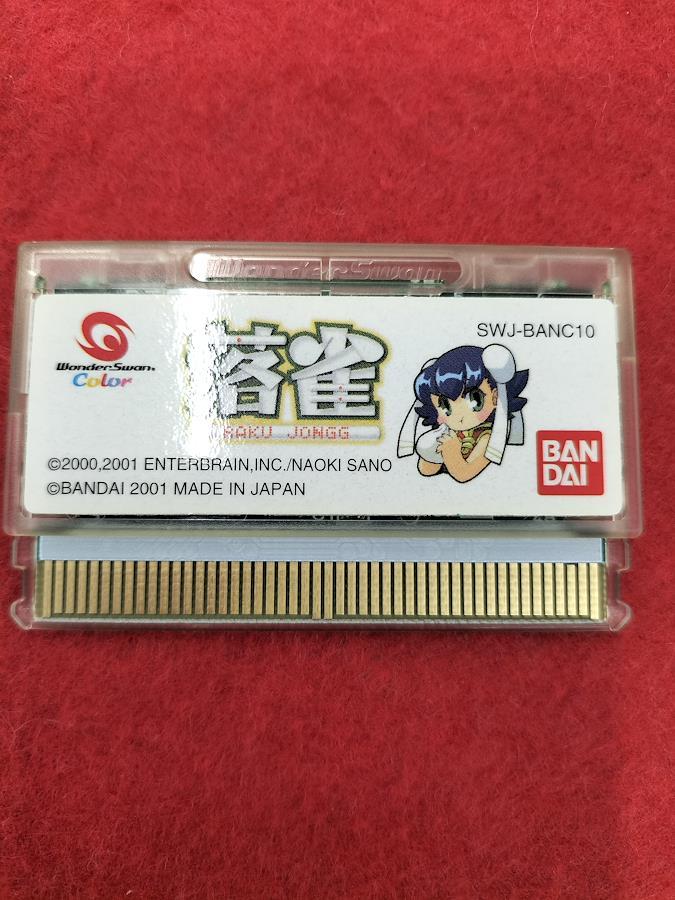 WonderSwan
SWJ-BANC10
WonderSwan
Color
落雀
RAKU JONGG
©2000,2001 ENTERBRAIN,INC./NAOKI SANO
©BANDAI 2001 MADE IN JAPAN
BAN
DAI